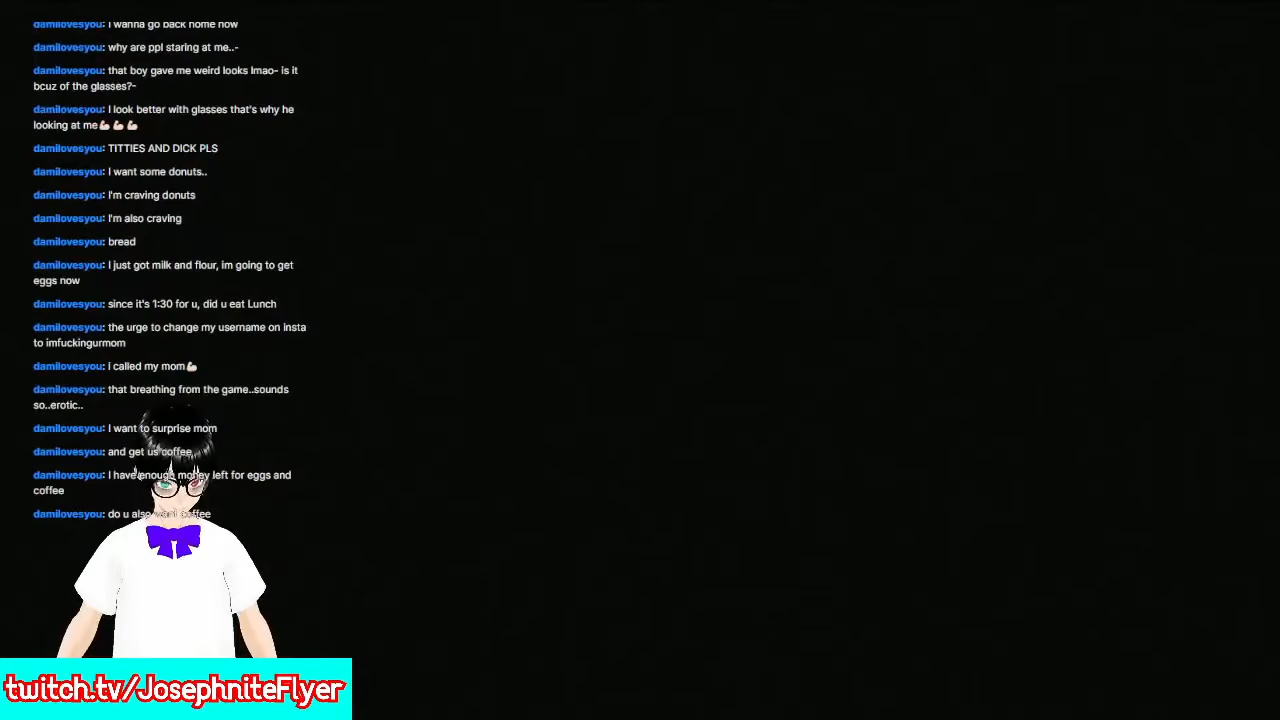 damilovesyou: I wanna go back home now
damilovesyou: why are ppl staring at me..-
damilovesyou: that boy gave me weird looks lmao- is it
bcuz of the glasses?-
damilovesyou: I look better with glasses that's why he
looking at me💪🏻💪🏻💪🏻
damilovesyou: TITTIES AND DICK PLS
damilovesyou: I want some donuts..
damilovesyou: I'm craving donuts
damilovesyou: I'm also craving
damilovesyou: bread
damilovesyou: I just got milk and flour, im going to get
eggs now
damilovesyou: since it's 1:30 for u, did u eat Lunch
damilovesyou: the urge to change my username on insta
to imfuckingurmom
damilovesyou: I called my mom💪🏻
damilovesyou: that breathing from the game..sounds
so..erotic..
damilovesyou: I want to surprise mom
damilovesyou: and get us coffee
damilovesyou: I have enough money left for eggs and
coffee
damilovesyou: do u also want coffee
twitch.tv/JosephniteFlyer